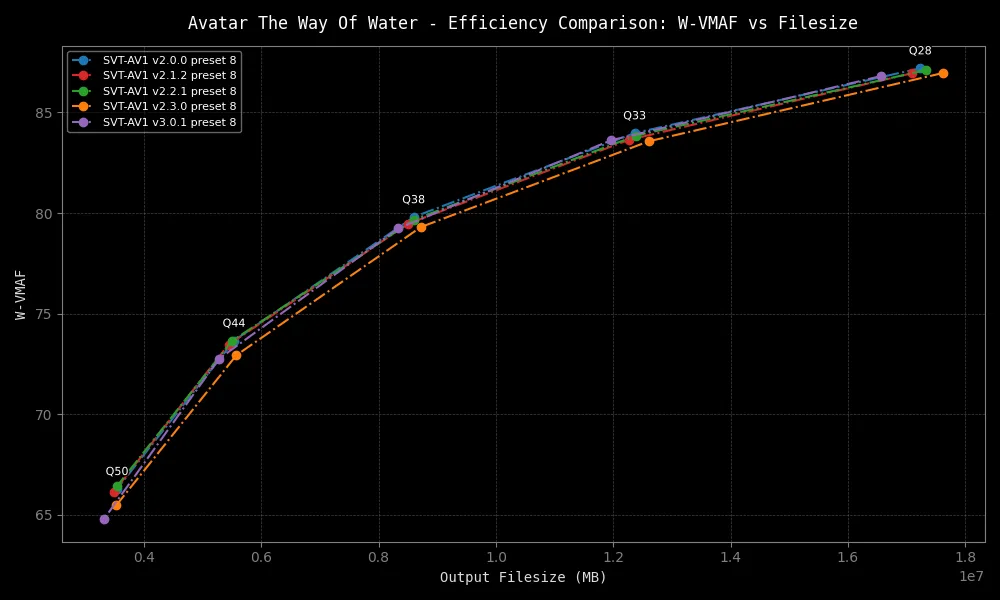 Avatar The Way Of Water - Efficiency Comparison: W-VMAF vs Filesize
SVT-AV1 v2.0.0 preset 8
SVT-AV1 v2.1.2 preset 8
SVT-AV1 v2.2.1 preset 8
SVT-AV1 v2.3.0 preset 8
SVT-AV1 v3.0.1 preset 8
Q28
Q33
Q38
Q44
Q50
85
80
75
70
65
W-VMAF
0.4 0.6 0.8 1.0 1.2 1.4 1.6 1.8
1e7
Output Filesize (MB)